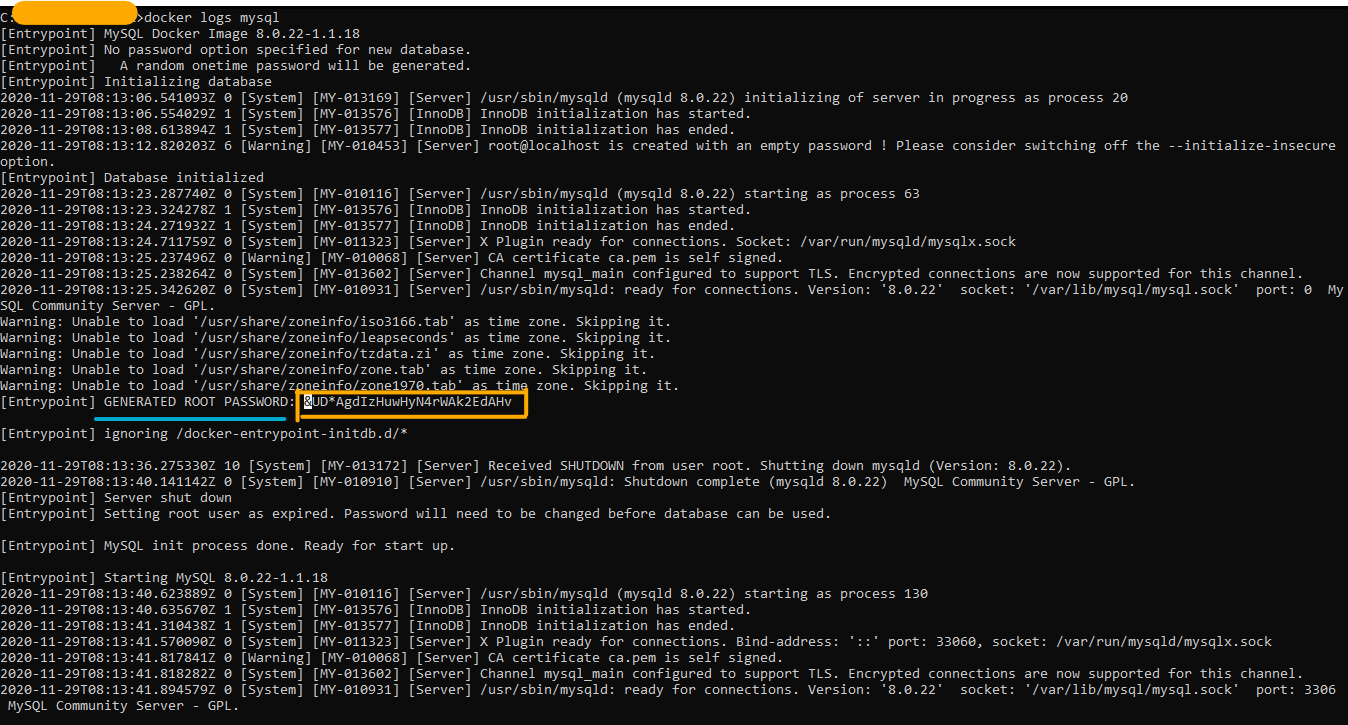 C: >docker logs mysql
[Entrypoint] MySQL Docker Image 8.0.22-1.1.18
[Entrypoint] No password option specified for new database.
[Entrypoint]   A random onetime password will be generated.
[Entrypoint] Initializing database
2020-11-29T08:13:06.541093Z 0 [System] [MY-013169] [Server] /usr/sbin/mysqld (mysqld 8.0.22) initializing of server in progress as process 20
2020-11-29T08:13:06.554029Z 1 [System] [MY-013576] [InnoDB] InnoDB initialization has started.
2020-11-29T08:13:08.613894Z 1 [System] [MY-013577] [InnoDB] InnoDB initialization has ended.
2020-11-29T08:13:12.820203Z 6 [Warning] [MY-010453] [Server] root@localhost is created with an empty password ! Please consider switching off the --initialize-insecure
option.
[Entrypoint] Database initialized
2020-11-29T08:13:23.287740Z 0 [System] [MY-010116] [Server] /usr/sbin/mysqld (mysqld 8.0.22) starting as process 63
2020-11-29T08:13:23.324278Z 1 [System] [MY-013576] [InnoDB] InnoDB initialization has started.
2020-11-29T08:13:24.271932Z 1 [System] [MY-013577] [InnoDB] InnoDB initialization has ended.
2020-11-29T08:13:24.711759Z 0 [System] [MY-011323] [Server] X Plugin ready for connections. Socket: /var/run/mysqld/mysqlx.sock
2020-11-29T08:13:25.237496Z 0 [Warning] [MY-010068] [Server] CA certificate ca.pem is self signed.
2020-11-29T08:13:25.238264Z 0 [System] [MY-013602] [Server] Channel mysql_main configured to support TLS. Encrypted connections are now supported for this channel.
2020-11-29T08:13:25.342620Z 0 [System] [MY-010931] [Server] /usr/sbin/mysqld: ready for connections. Version: '8.0.22'  socket: '/var/lib/mysql/mysql.sock'  port: 0  My
SQL Community Server - GPL.
Warning: Unable to load '/usr/share/zoneinfo/iso3166.tab' as time zone. Skipping it.
Warning: Unable to load '/usr/share/zoneinfo/leapseconds' as time zone. Skipping it.
Warning: Unable to load '/usr/share/zoneinfo/tzdata.zi' as time zone. Skipping it.
Warning: Unable to load '/usr/share/zoneinfo/zone.tab' as time zone. Skipping it.
Warning: Unable to load '/usr/share/zoneinfo/zone1970.tab' as time zone. Skipping it.
[Entrypoint] GENERATED ROOT PASSWORD: &UD*AgdIzHuwHyN4rWAk2EdAHv
[Entrypoint] ignoring /docker-entrypoint-initdb.d/*
2020-11-29T08:13:36.275330Z 10 [System] [MY-013172] [Server] Received SHUTDOWN from user root. Shutting down mysqld (Version: 8.0.22).
2020-11-29T08:13:40.141142Z 0 [System] [MY-010910] [Server] /usr/sbin/mysqld: Shutdown complete (mysqld 8.0.22)  MySQL Community Server - GPL.
[Entrypoint] Server shut down
[Entrypoint] Setting root user as expired. Password will need to be changed before database can be used.
[Entrypoint] MySQL init process done. Ready for start up.
[Entrypoint] Starting MySQL 8.0.22-1.1.18
2020-11-29T08:13:40.623889Z 0 [System] [MY-010116] [Server] /usr/sbin/mysqld (mysqld 8.0.22) starting as process 130
2020-11-29T08:13:40.635670Z 1 [System] [MY-013576] [InnoDB] InnoDB initialization has started.
2020-11-29T08:13:41.310438Z 1 [System] [MY-013577] [InnoDB] InnoDB initialization has ended.
2020-11-29T08:13:41.570090Z 0 [System] [MY-011323] [Server] X Plugin ready for connections. Bind-address: '::' port: 33060, socket: /var/run/mysqld/mysqlx.sock
2020-11-29T08:13:41.817841Z 0 [Warning] [MY-010068] [Server] CA certificate ca.pem is self signed.
2020-11-29T08:13:41.818282Z 0 [System] [MY-013602] [Server] Channel mysql_main configured to support TLS. Encrypted connections are now supported for this channel.
2020-11-29T08:13:41.894579Z 0 [System] [MY-010931] [Server] /usr/sbin/mysqld: ready for connections. Version: '8.0.22'  socket: '/var/lib/mysql/mysql.sock'  port: 3306
MySQL Community Server - GPL.